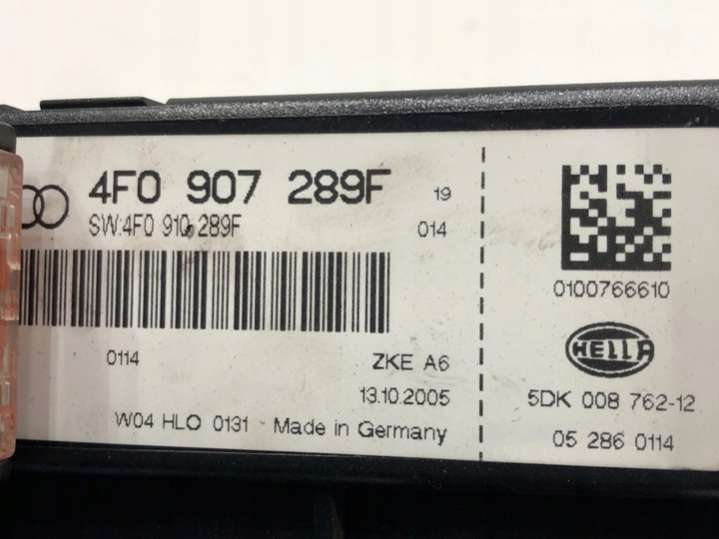 4F0 907 289F
19
SW:4F0 910 289F
014
0114
ZKE A6
13.10.2005
W04 HLO 0131 Made in Germany
0100766610
HELLA
5DK 008 762-12
05 286 0114